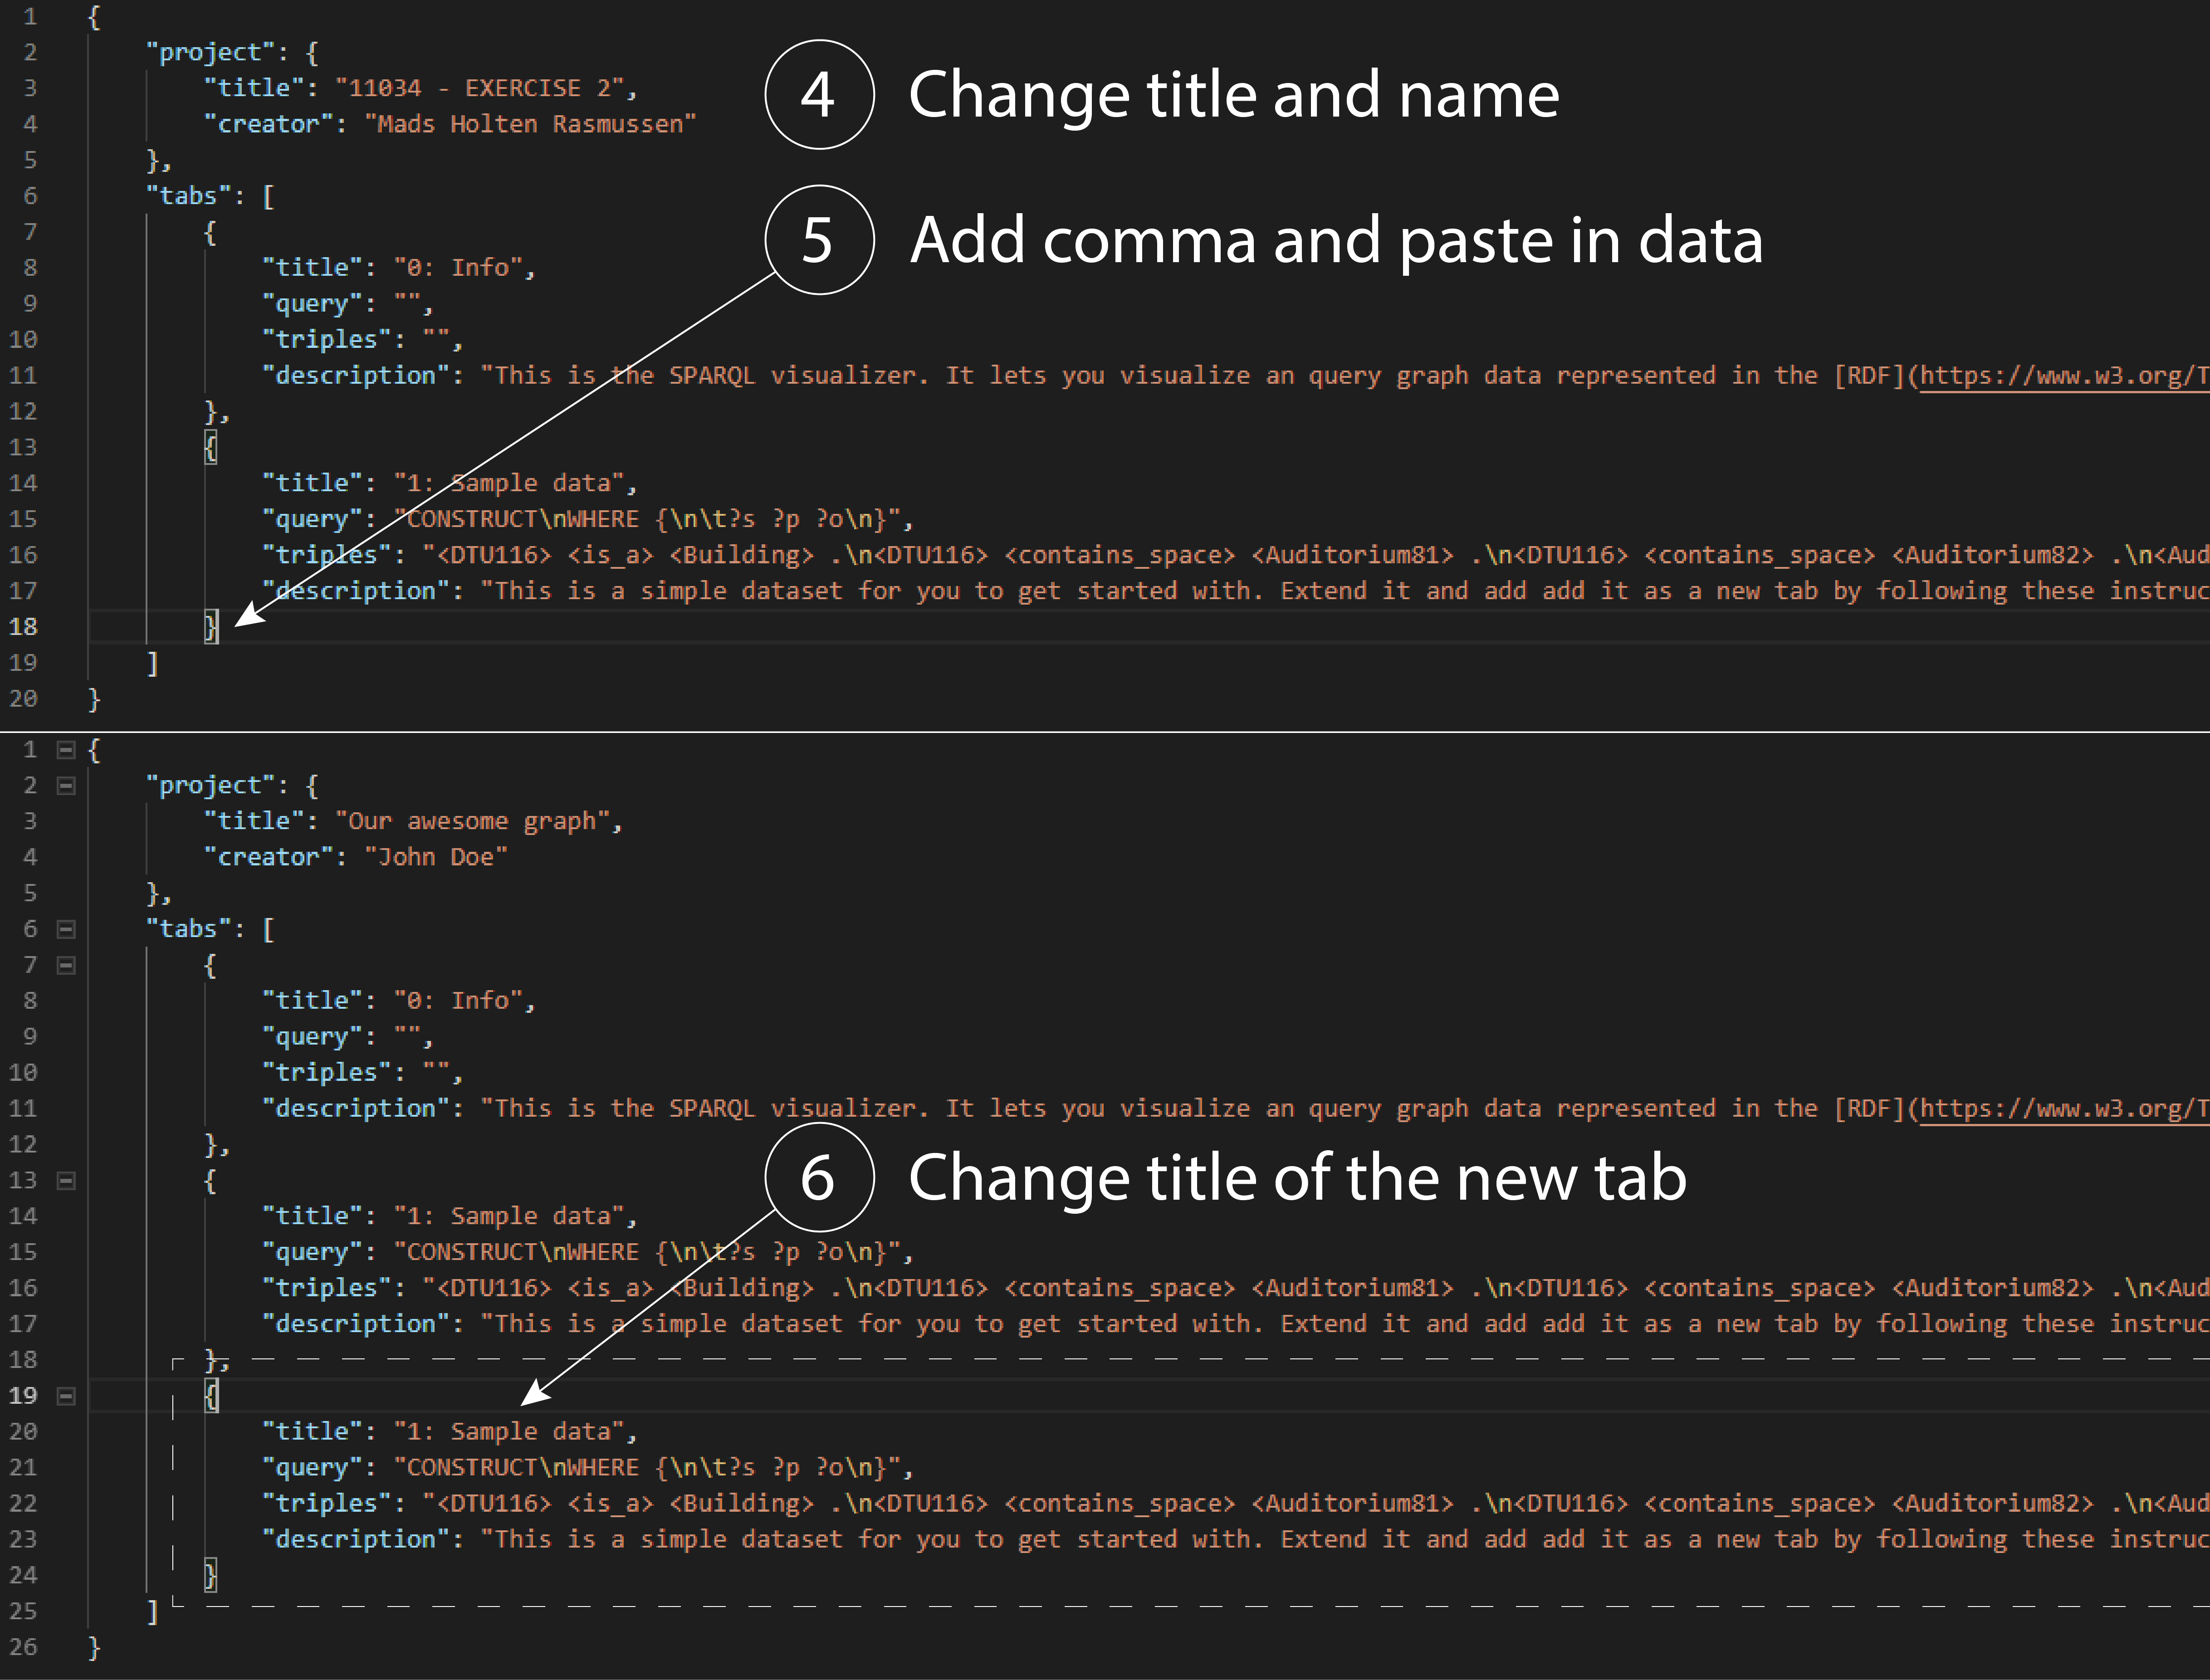 1 {
2 "project": {
3 "title": "11034 - EXERCISE 2",
4 "creator": "Mads Holten Rasmussen"
4 Change title and name
5 },
6 "tabs": [
7 {
5 Add comma and paste in data
8 "title": "0: Info",
9 "query": "",
10 "triples": "",
11 "description": "This is the SPARQL visualizer. It lets you visualize an query graph data represented in the [RDF](https://www.w3.org/T
12 },
13 {
14 "title": "1: Sample data",
15 "query": "CONSTRUCT\nWHERE {\n\t?s ?p ?o\n}",
16 "triples": "<DTU116> <is_a> <Building> .\n<DTU116> <contains_space> <Auditorium81> .\n<DTU116> <contains_space> <Auditorium82> .\n<Aud
17 "description": "This is a simple dataset for you to get started with. Extend it and add add it as a new tab by following these instruc
18 }
19 ]
20 }
1 {
2 "project": {
3 "title": "Our awesome graph",
4 "creator": "John Doe"
5 },
6 "tabs": [
7 {
8 "title": "0: Info",
9 "query": "",
10 "triples": "",
11 "description": "This is the SPARQL visualizer. It lets you visualize an query graph data represented in the [RDF](https://www.w3.org/T
12 },
6 Change title of the new tab
13 {
14 "title": "1: Sample data",
15 "query": "CONSTRUCT\nWHERE {\n\t?s ?p ?o\n}",
16 "triples": "<DTU116> <is_a> <Building> .\n<DTU116> <contains_space> <Auditorium81> .\n<DTU116> <contains_space> <Auditorium82> .\n<Aud
17 "description": "This is a simple dataset for you to get started with. Extend it and add add it as a new tab by following these instruc
18 },
19 {
20 "title": "1: Sample data",
21 "query": "CONSTRUCT\nWHERE {\n\t?s ?p ?o\n}",
22 "triples": "<DTU116> <is_a> <Building> .\n<DTU116> <contains_space> <Auditorium81> .\n<DTU116> <contains_space> <Auditorium82> .\n<Aud
23 "description": "This is a simple dataset for you to get started with. Extend it and add add it as a new tab by following these instruc
24 }
25 ]
26 }